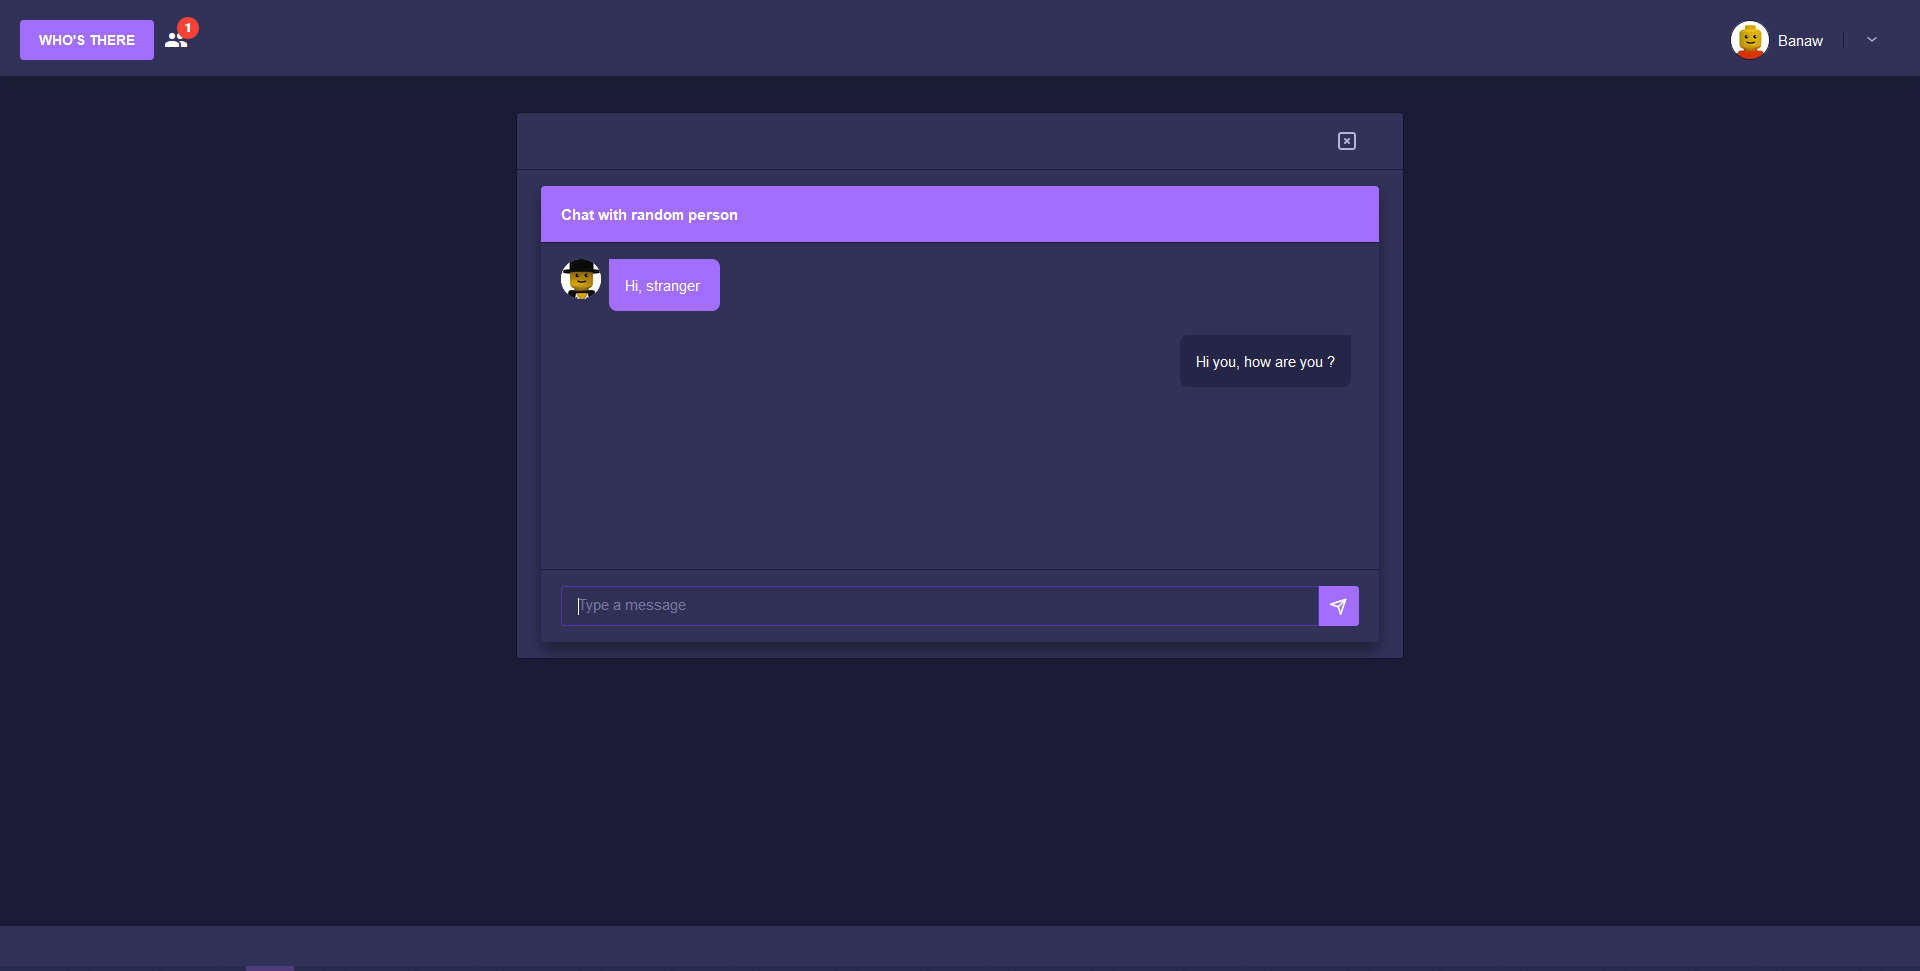 WHO'S THERE
1
Banaw
Chat with random person
Hi, stranger
Hi you, how are you ?
Type a message